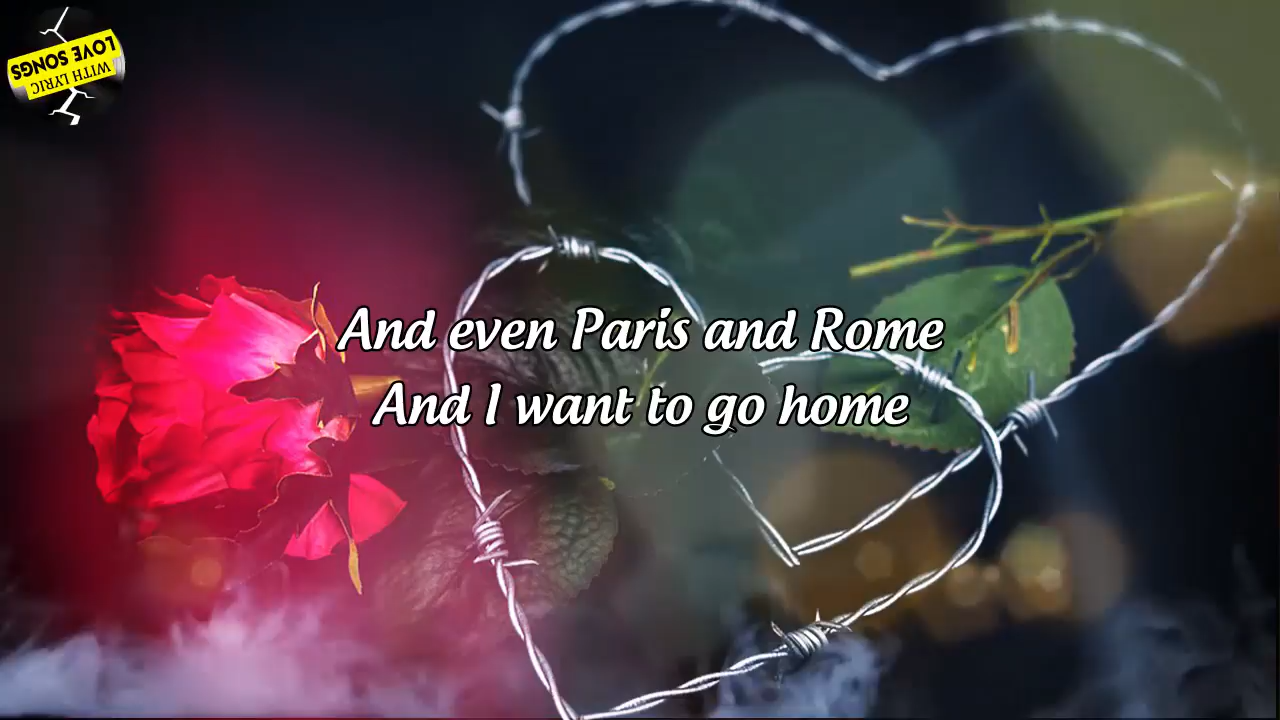 LOVE SONGS
WITH LYRIC
And even Paris and Rome
And I want to go home